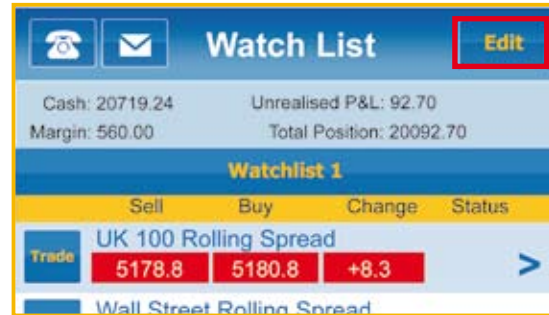 Watch List Edit
Cash: 20719.24 Unrealised P&L: 92.70
Margin: 560.00 Total Position: 20092.70
Watchlist 1
Sell Buy Change Status
Trade UK 100 Rolling Spread
5178.8 5180.8 +8.3 >
Wall Street Rolling Spread